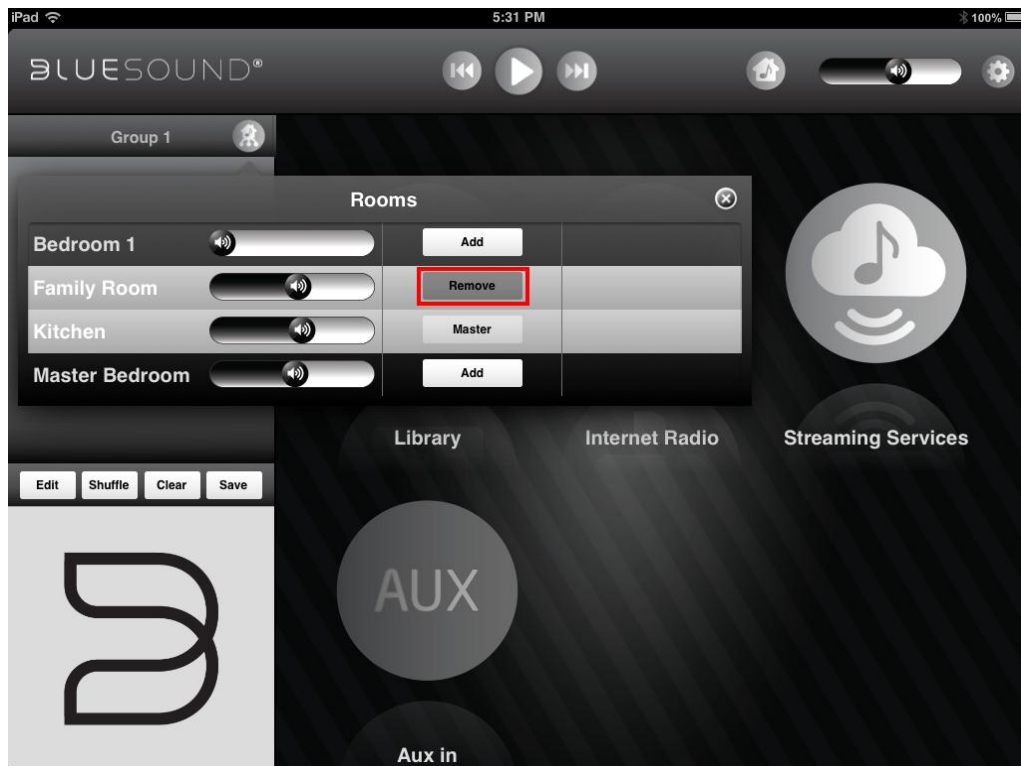 iPad 5:31 PM 100%
BLUESOUND®
Group 1
Rooms
Bedroom 1 Add
Family Room Remove
Kitchen Master
Master Bedroom Add
Library Internet Radio Streaming Services
Edit Shuffle Clear Save
AUX
Aux in